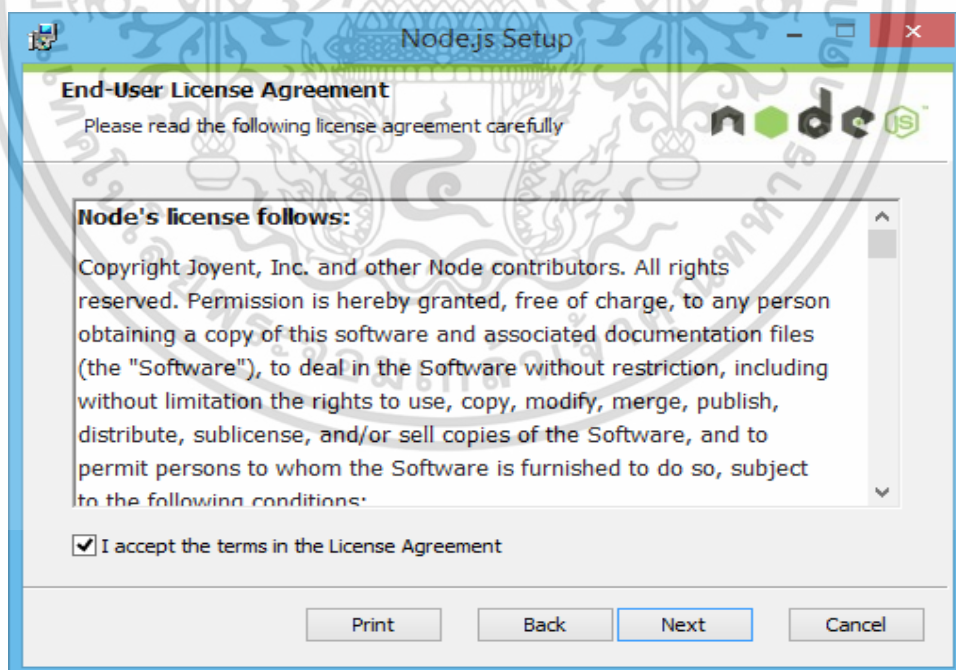 Node.js Setup
End-User License Agreement
Please read the following license agreement carefully
node JS
Node's license follows:
Copyright Joyent, Inc. and other Node contributors. All rights
reserved. Permission is hereby granted, free of charge, to any person
obtaining a copy of this software and associated documentation files
(the "Software"), to deal in the Software without restriction, including
without limitation the rights to use, copy, modify, merge, publish,
distribute, sublicense, and/or sell copies of the Software, and to
permit persons to whom the Software is furnished to do so, subject
to the following conditions:
I accept the terms in the License Agreement
Print Back Next Cancel